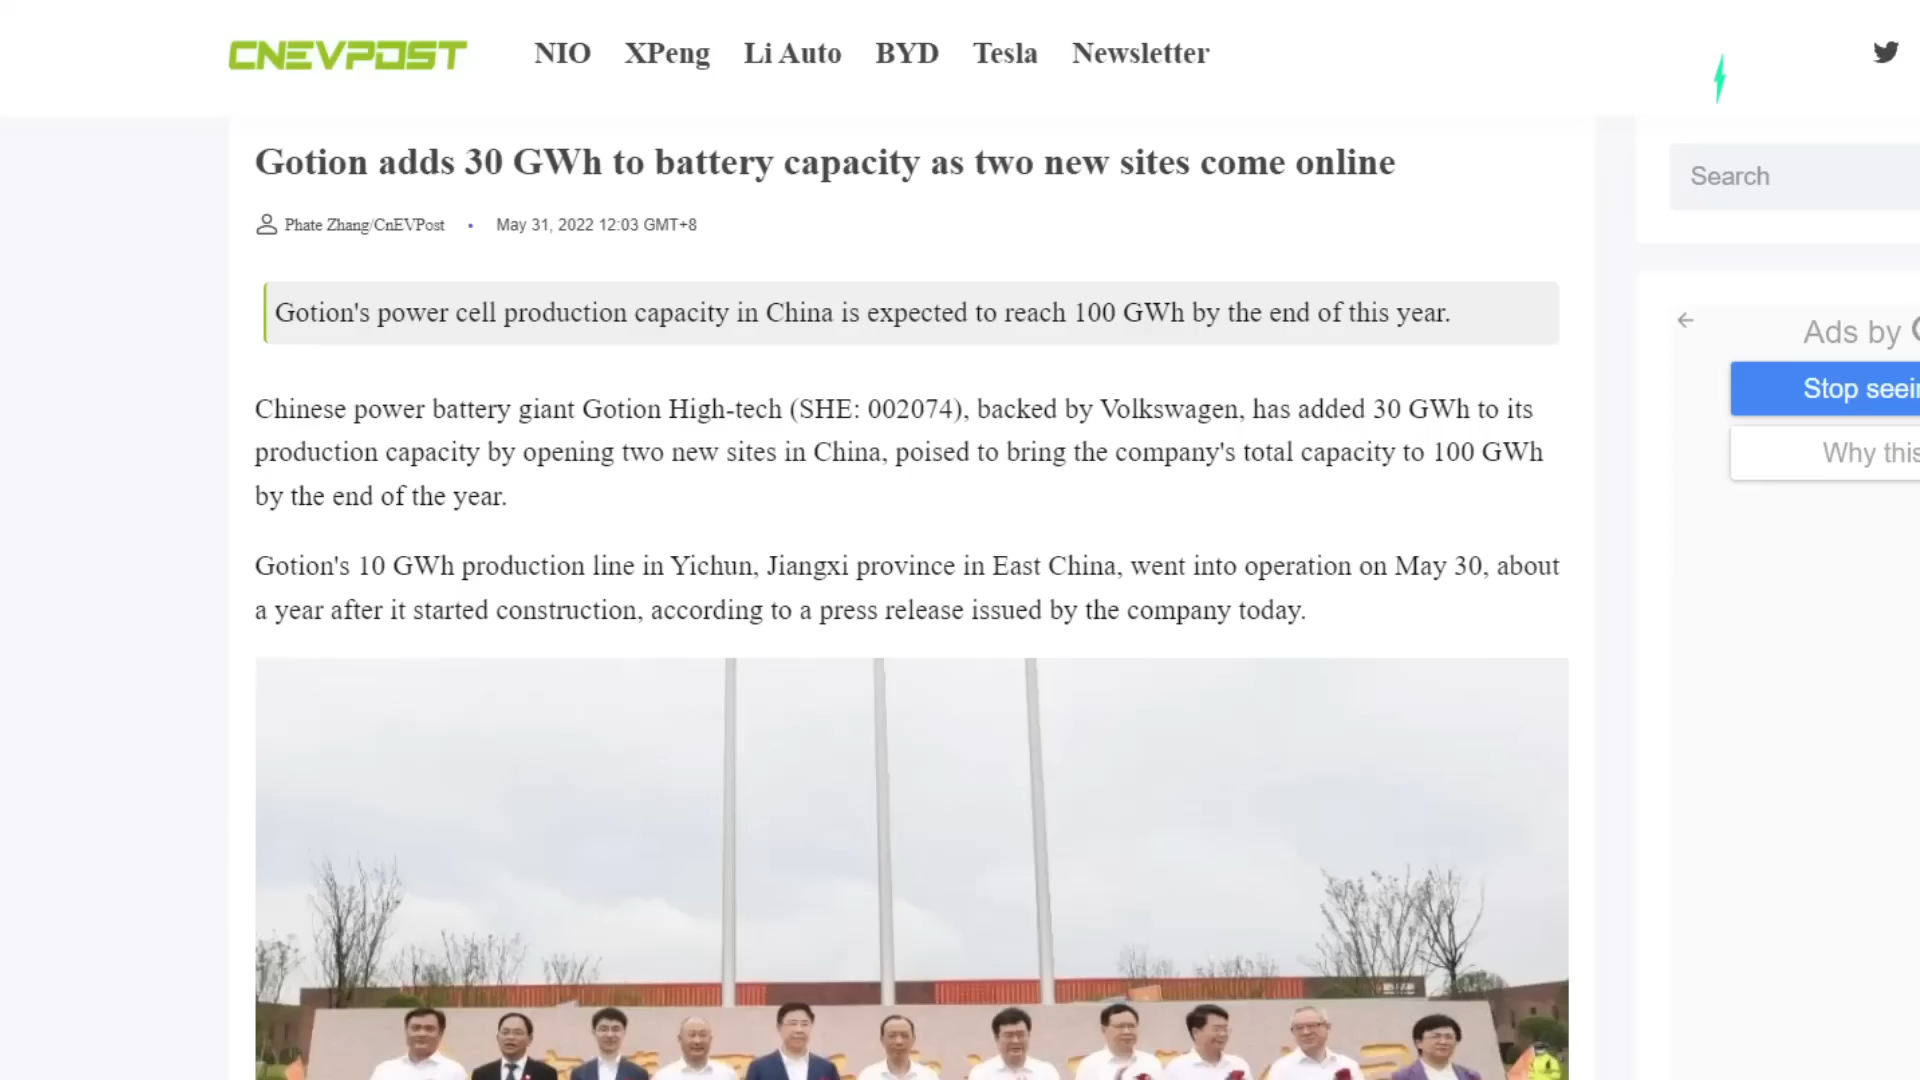 CNEVPOST NIO XPeng Li Auto BYD Tesla Newsletter
Gotion adds 30 GWh to battery capacity as two new sites come online
Phate Zhang/CnEVPost • May 31, 2022 12:03 GMT+8
Gotion's power cell production capacity in China is expected to reach 100 GWh by the end of this year.
Chinese power battery giant Gotion High-tech (SHE: 002074), backed by Volkswagen, has added 30 GWh to its
production capacity by opening two new sites in China, poised to bring the company's total capacity to 100 GWh
by the end of the year.
Gotion's 10 GWh production line in Yichun, Jiangxi province in East China, went into operation on May 30, about
a year after it started construction, according to a press release issued by the company today.
Search
Ads by
Stop seein
Why this